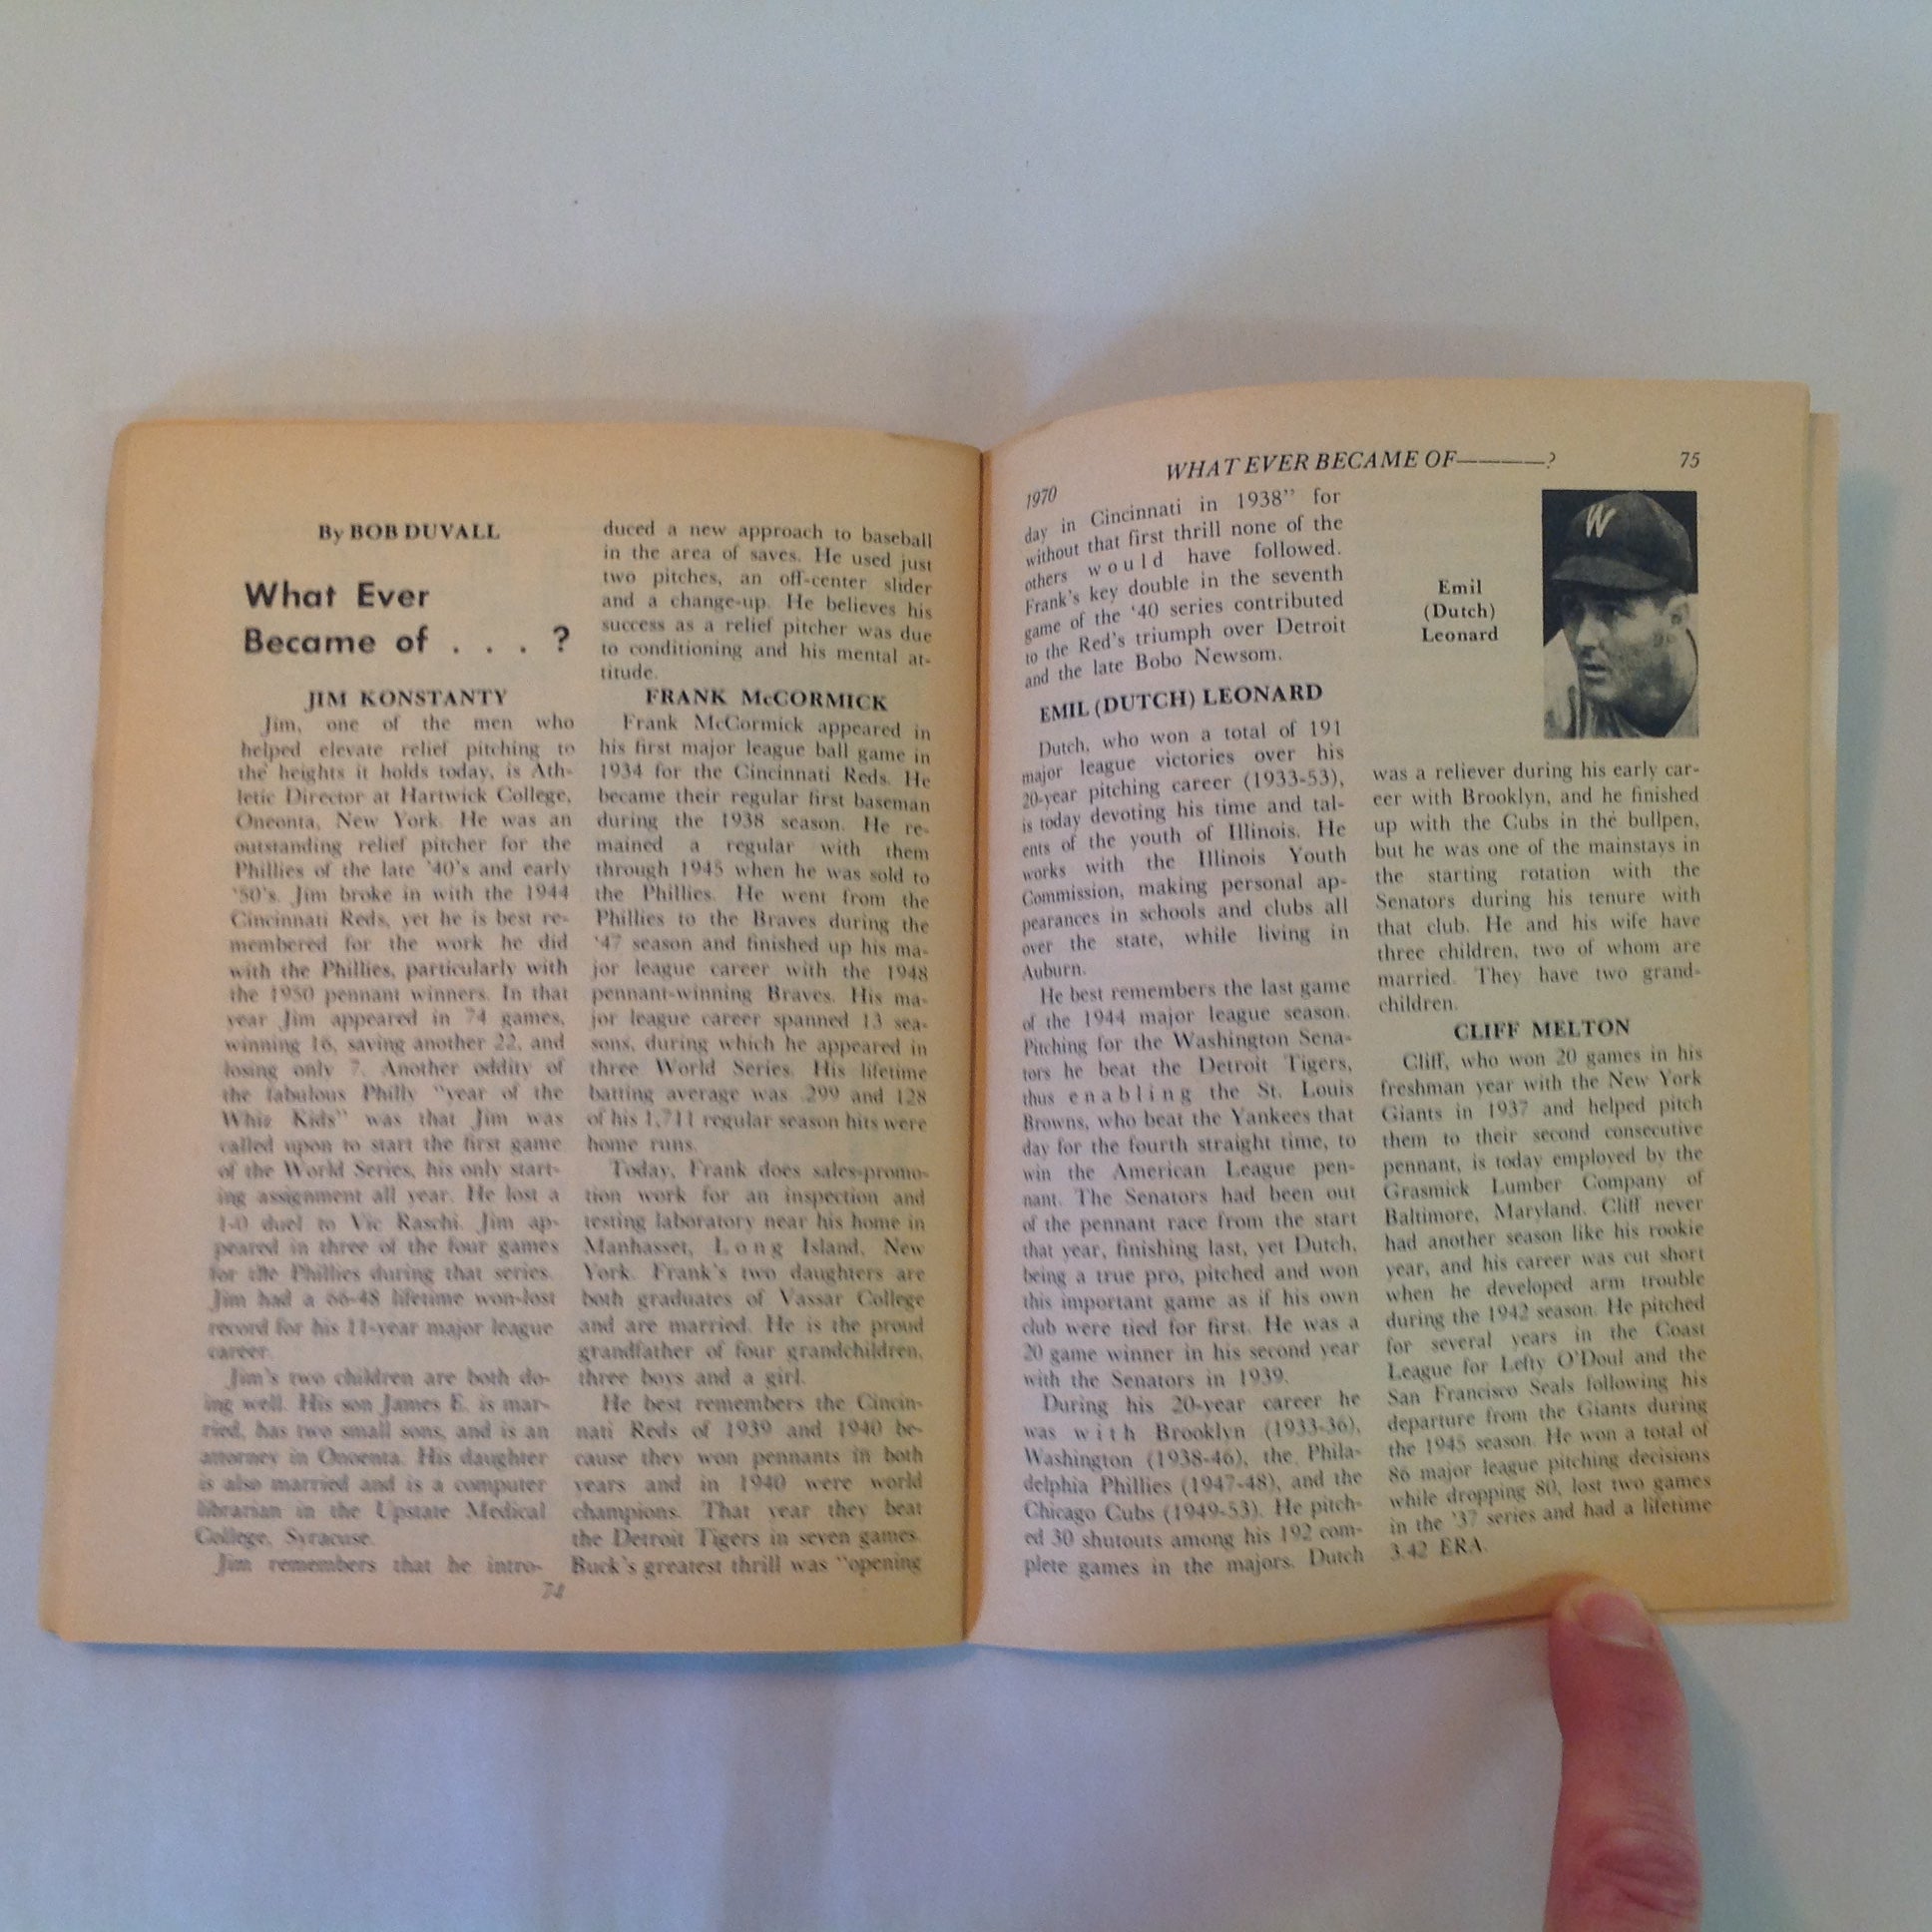 By BOB DUVALL
What Ever
Became of . . . ?
JIM KONSTANTY
Jim, one of the men who
helped elevate relief pitching to
the heights it holds today, is Ath-
letic Director at Hartwick College,
Oneonta, New York. He was an
outstanding relief pitcher for the
Phillies of the late '40's and early
'50's. Jim broke in with the 1944
Cincinnati Reds, yet he is best re-
membered for the work he did
with the Phillies, particularly with
the 1950 pennant winners. In that
year Jim appeared in 74 games,
winning 16, saving another 22, and
losing only 7. Another oddity of
the fabulous Philly "year of the
Whiz Kids" was that Jim was
called upon to start the first game
of the World Series, his only start-
ing assignment all year. He lost a
1-0 duel to Vic Raschi. Jim ap-
peared in three of the four games
for the Phillies during that series.
Jim had a 66-48 lifetime won-lost
record for his 11-year major league
career.
Jim's two children are both do-
ing well. His son James E. is mar-
ried, has two small sons, and is an
attorney in Oneonta. His daughter
is also married and is a computer
librarian in the Upstate Medical
College, Syracuse.
Jim remembers that he intro-
duced a new approach to baseball
in the area of saves. He used just
two pitches, an off-center slider
and a change-up. He believes his
success as a relief pitcher was due
to conditioning and his mental at-
titude.
FRANK McCORMICK
Frank McCormick appeared in
his first major league ball game in
1934 for the Cincinnati Reds. He
became their regular first baseman
during the 1938 season. He re-
mained a regular with them
through 1945 when he was sold to
the Phillies. He went from the
Phillies to the Braves during the
'47 season and finished up his ma-
jor league career with the 1948
pennant-winning Braves. His ma-
jor league career spanned 13 sea-
sons, during which he appeared in
three World Series. His lifetime
batting average was .299 and 128
of his 1,711 regular season hits were
home runs.
Today, Frank does sales-promo-
tion work for an inspection and
testing laboratory near his home in
Manhasset, Long Island, New
York. Frank's two daughters are
both graduates of Vassar College
and are married. He is the proud
grandfather of four grandchildren,
three boys and a girl.
He best remembers the Cincin-
nati Reds of 1939 and 1940 be-
cause they won pennants in both
years and in 1940 were world
champions. That year they beat
the Detroit Tigers in seven games.
Buck's greatest thrill was "opening
74
1970
WHAT EVER BECAME OF———?
75
day in Cincinnati in 1938" for
without that first thrill none of the
others would have followed.
Frank's key double in the seventh
game of the '40 series contributed
to the Red's triumph over Detroit
and the late Bobo Newsom.
EMIL (DUTCH) LEONARD
Dutch, who won a total of 191
major league victories over his
20-year pitching career (1933-53),
is today devoting his time and tal-
ents of the youth of Illinois. He
works with the Illinois Youth
Commission, making personal ap-
pearances in schools and clubs all
over the state, while living in
Auburn.
He best remembers the last game
of the 1944 major league season.
Pitching for the Washington Sena-
tors he beat the Detroit Tigers,
thus enabling the St. Louis
Browns, who beat the Yankees that
day for the fourth straight time, to
win the American League pen-
nant. The Senators had been out
of the pennant race from the start
that year, finishing last, yet Dutch,
being a true pro, pitched and won
this important game as if his own
club were tied for first. He was a
20 game winner in his second year
with the Senators in 1939.
During his 20-year career he
was with Brooklyn (1933-36),
Washington (1938-46), the Phila-
delphia Phillies (1947-48), and the
Chicago Cubs (1949-53). He pitch-
ed 30 shutouts among his 192 com-
plete games in the majors. Dutch
W
Emil
(Dutch)
Leonard
was a reliever during his early car-
eer with Brooklyn, and he finished
up with the Cubs in the bullpen,
but he was one of the mainstays in
the starting rotation with the
Senators during his tenure with
that club. He and his wife have
three children, two of whom are
married. They have two grand-
children.
CLIFF MELTON
Cliff, who won 20 games in his
freshman year with the New York
Giants in 1937 and helped pitch
them to their second consecutive
pennant, is today employed by the
Grasmick Lumber Company of
Baltimore, Maryland. Cliff never
had another season like his rookie
year, and his career was cut short
when he developed arm trouble
during the 1942 season. He pitched
for several years in the Coast
League for Lefty O'Doul and the
San Francisco Seals following his
departure from the Giants during
the 1945 season. He won a total of
86 major league pitching decisions
while dropping 80, lost two games
in the '37 series and had a lifetime
3.42 ERA.